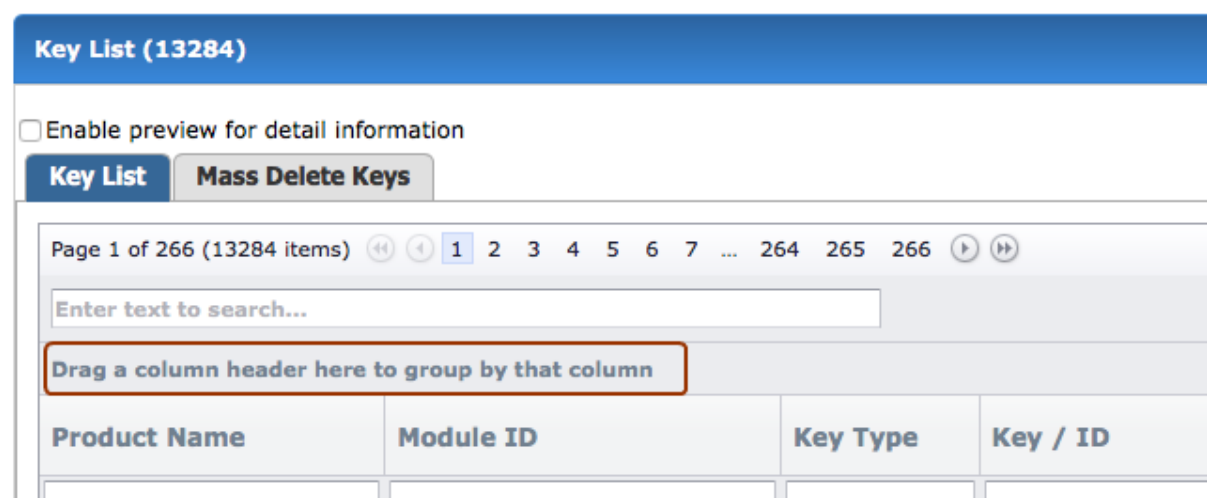 Key List (13284)
Enable preview for detail information
Key List Mass Delete Keys
Page 1 of 266 (13284 items) 1 2 3 4 5 6 7 ... 264 265 266
Enter text to search...
Drag a column header here to group by that column
Product Name Module ID Key Type Key / ID